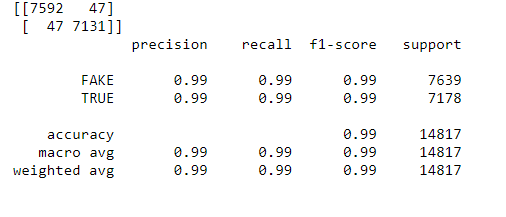 [[7592   47]
 [  47 7131]]
              precision    recall  f1-score   support

        FAKE       0.99      0.99      0.99      7639
        TRUE       0.99      0.99      0.99      7178

    accuracy                           0.99     14817
   macro avg       0.99      0.99      0.99     14817
weighted avg       0.99      0.99      0.99     14817